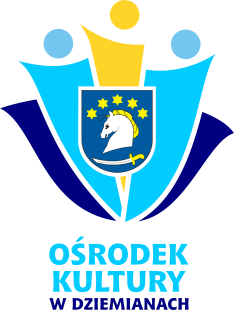 OŚRODEK
KULTURY
W DZIEMIANACH